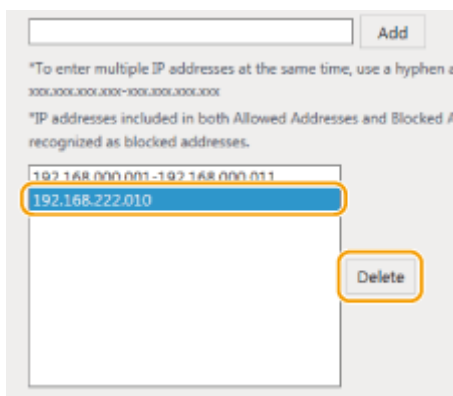 Add
*To enter multiple IP addresses at the same time, use a hyphen a
xxx.xxx.xxx.xxx-xxx.xxx.xxx.xxx
*IP addresses included in both Allowed Addresses and Blocked A
recognized as blocked addresses.
192.168.000.001-192.168.000.011
192.168.222.010
Delete